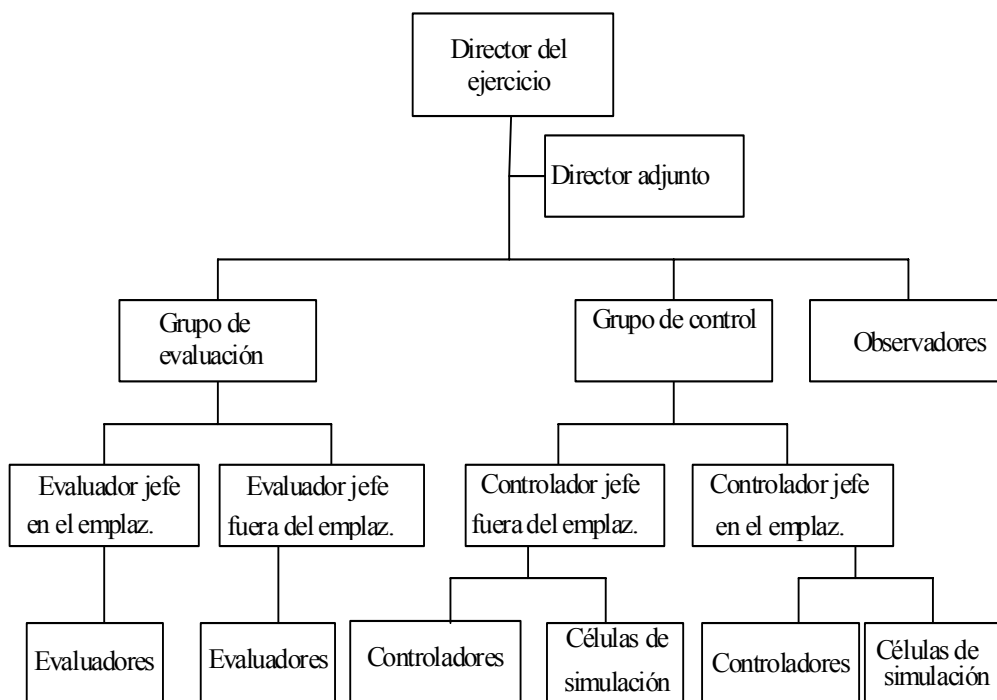 Director del
ejercicio
Director adjunto
Grupo de
evaluación
Grupo de control
Observadores
Evaluador jefe
en el emplaz.
Evaluador jefe
fuera del emplaz.
Controlador jefe
fuera del emplaz.
Controlador jefe
en el emplaz.
Evaluadores
Evaluadores
Controladores
Células de
simulación
Controladores
Células de
simulación